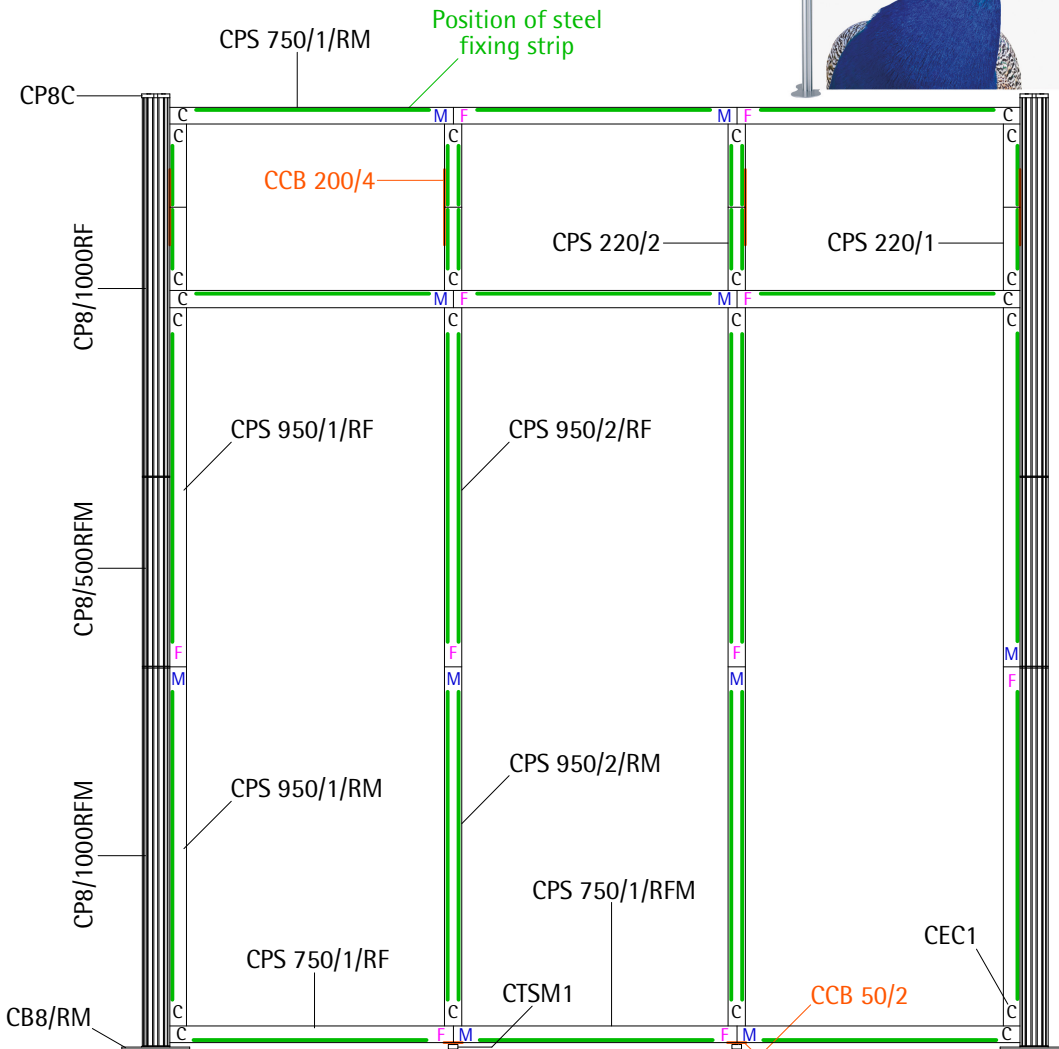 Position of steel
fixing strip
CPS 750/1/RM
CP8C
C M F M F C
C C C C
CCB 200/4
CPS 220/2
CPS 220/1
CP8/1000RF
C C C C
C M F M F C
C C C C
CPS 950/1/RF
CPS 950/2/RF
CP8/500RFM
F F F M
M M M F
CPS 950/2/RM
CPS 950/1/RM
CP8/1000RFM
CPS 750/1/RFM
CEC1
CPS 750/1/RF
CTSM1
CCB 50/2
C C C C
CB8/RM
C F M F M C